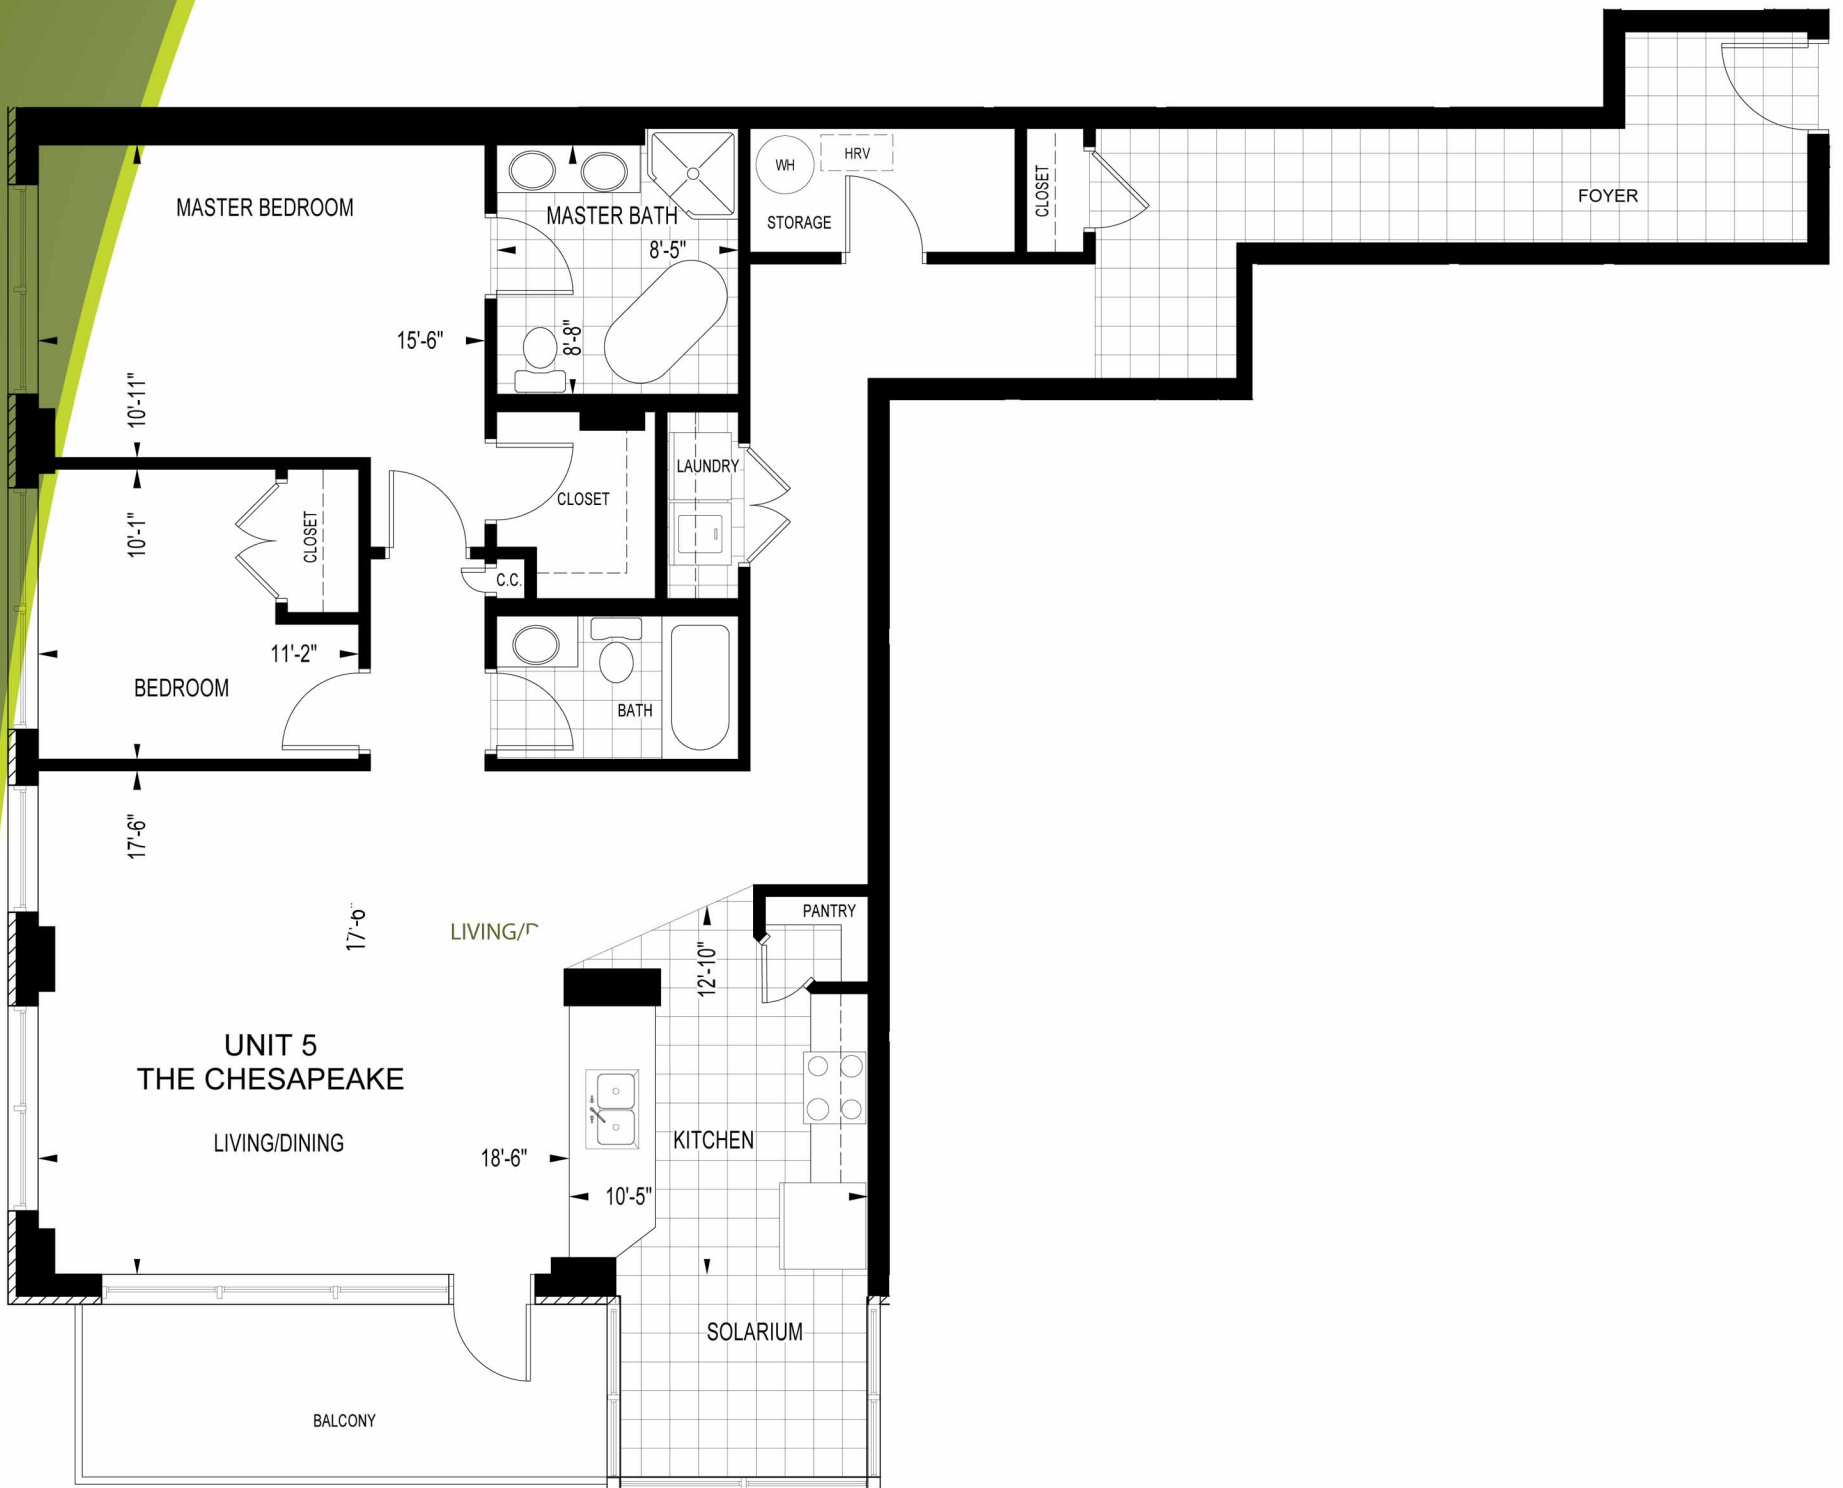 WH
HRV
STORAGE
CLOSET
FOYER
MASTER BEDROOM
MASTER BATH
8'-5"
15'-6"
8'-8"
10'-11"
CLOSET
LAUNDRY
10'-1"
CLOSET
C.C.
11'-2"
BEDROOM
BATH
17'-6"
17'-6"
LIVING/D
PANTRY
12'-10"
UNIT 5
THE CHESAPEAKE
LIVING/DINING
18'-6"
KITCHEN
10'-5"
SOLARIUM
BALCONY